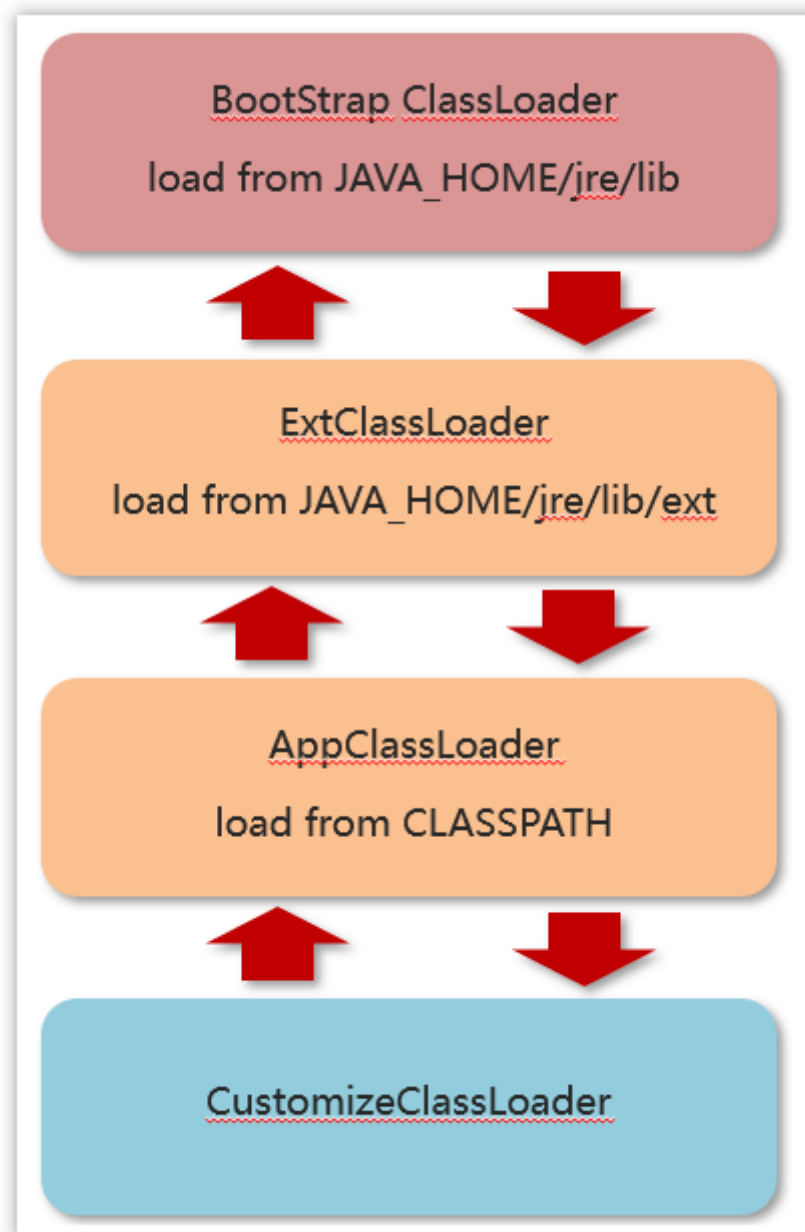 BootStrap ClassLoader
load from JAVA_HOME/jre/lib
ExtClassLoader
load from JAVA_HOME/jre/lib/ext
AppClassLoader
load from CLASSPATH
CustomizeClassLoader